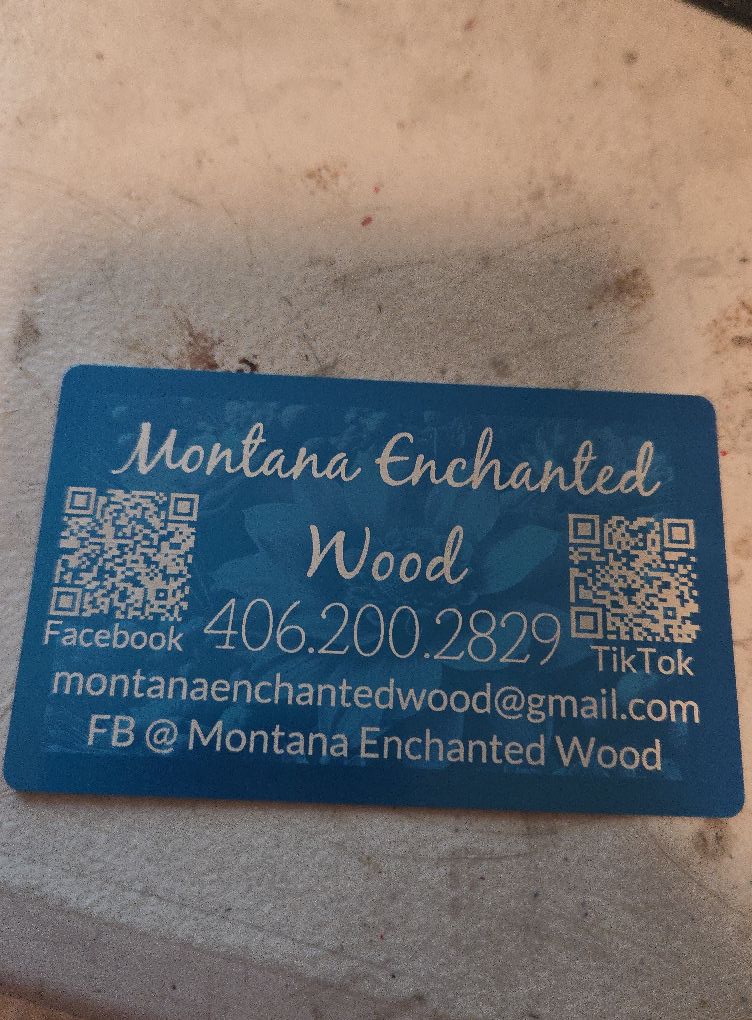 Montana Enchanted
Wood
406.200.2829
Facebook
TikTok
montanaenchantedwood@gmail.com
FB @ Montana Enchanted Wood